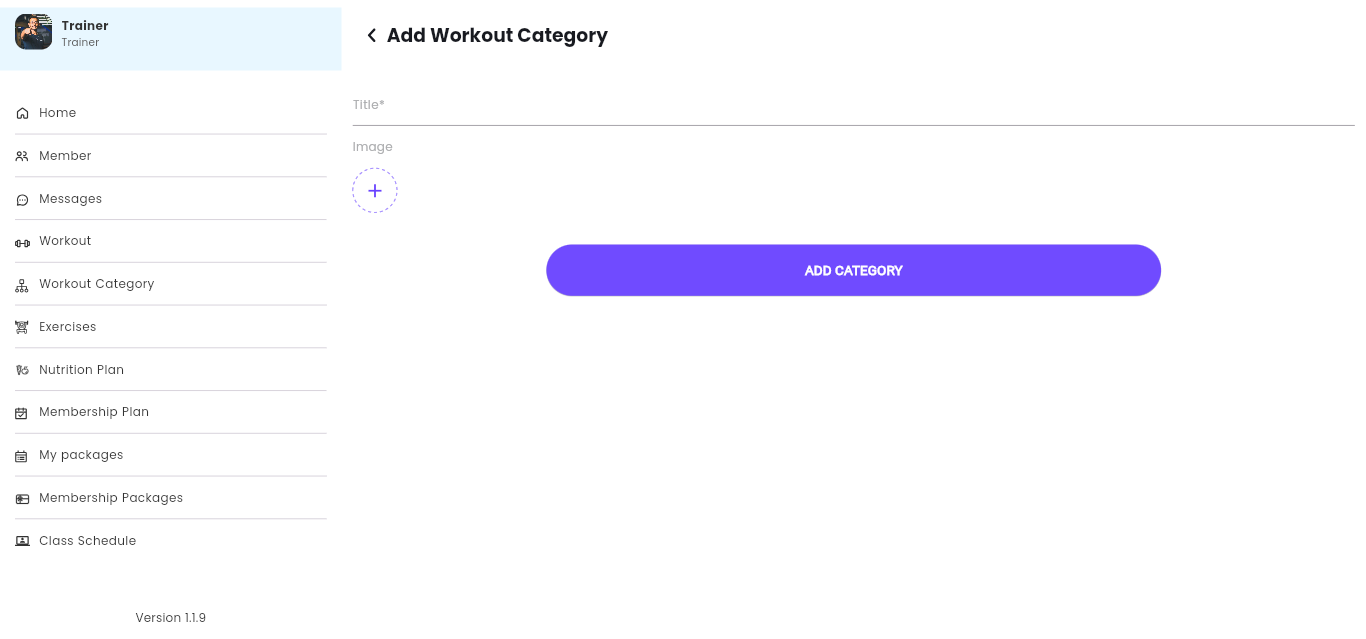 Trainer
Trainer
Home
Member
Messages
Workout
Workout Category
Exercises
Nutrition Plan
Membership Plan
My packages
Membership Packages
Class Schedule
Version 1.1.9
Add Workout Category
Title*
Image
ADD CATEGORY